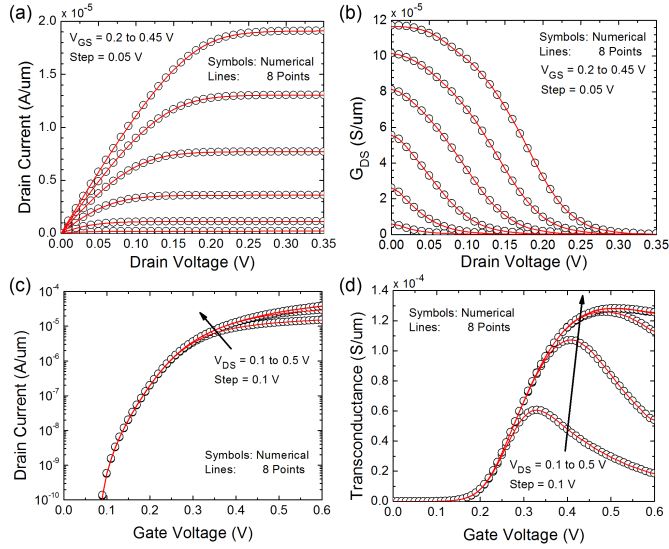 (a)
× 10⁻⁵
2.0
1.5
1.0
0.5
0.0
Drain Current (A/um)
V_GS = 0.2 to 0.45 V
Step = 0.05 V
Symbols: Numerical
Lines: 8 Points
0.00 0.05 0.10 0.15 0.20 0.25 0.30 0.35
Drain Voltage (V)
(b)
× 10⁻⁵
12
10
8
6
4
2
0
G_DS (S/um)
Symbols: Numerical
Lines: 8 Points
V_GS = 0.2 to 0.45 V
Step = 0.05 V
0.00 0.05 0.10 0.15 0.20 0.25 0.30 0.35
Drain Voltage (V)
(c)
10⁻⁴
10⁻⁵
10⁻⁶
10⁻⁷
10⁻⁸
10⁻⁹
10⁻¹⁰
Drain Current (A/um)
V_DS = 0.1 to 0.5 V
Step = 0.1 V
Symbols: Numerical
Lines: 8 Points
0.0 0.1 0.2 0.3 0.4 0.5 0.6
Gate Voltage (V)
(d)
× 10⁻⁴
1.4
1.2
1.0
0.8
0.6
0.4
0.2
0.0
Transconductance (S/um)
Symbols: Numerical
Lines: 8 Points
V_DS = 0.1 to 0.5 V
Step = 0.1 V
0.0 0.1 0.2 0.3 0.4 0.5 0.6
Gate Voltage (V)